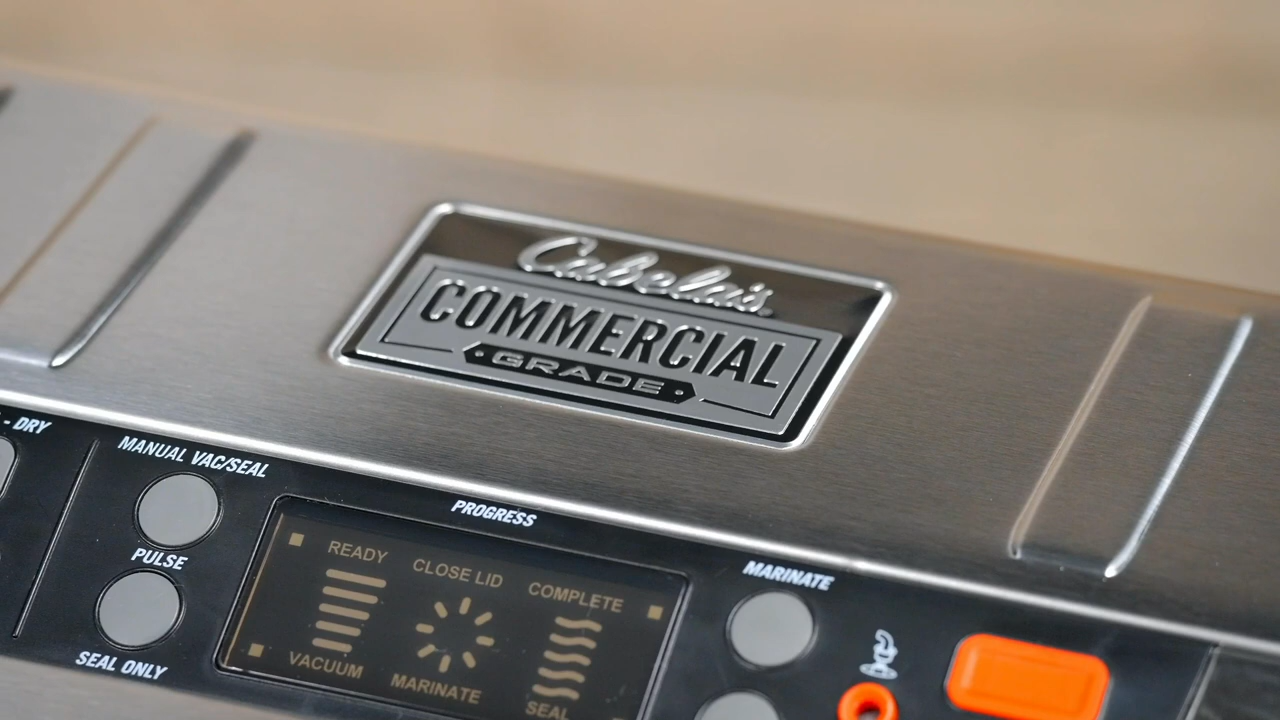 Cabela's
COMMERCIAL
GRADE
- DRY
MANUAL VAC/SEAL
PULSE
SEAL ONLY
PROGRESS
READY
CLOSE LID
COMPLETE
VACUUM
MARINATE
SEAL
MARINATE